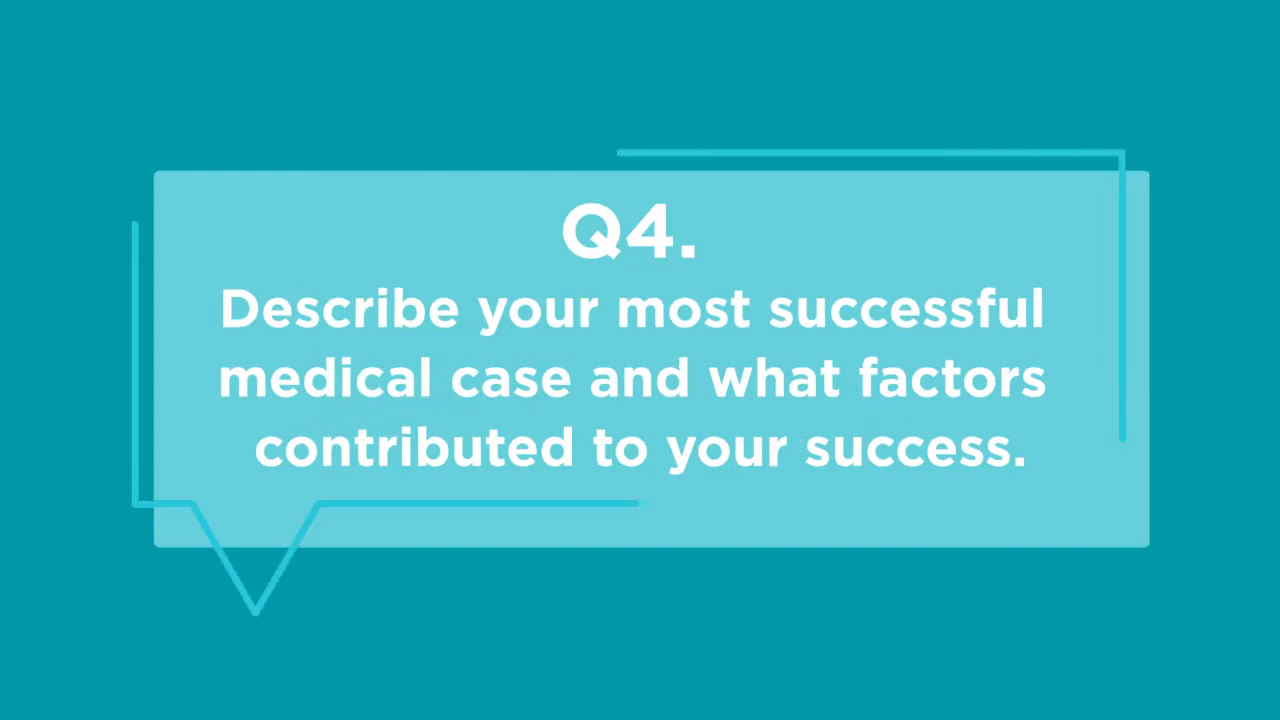 Q4.
Describe your most successful
medical case and what factors
contributed to your success.